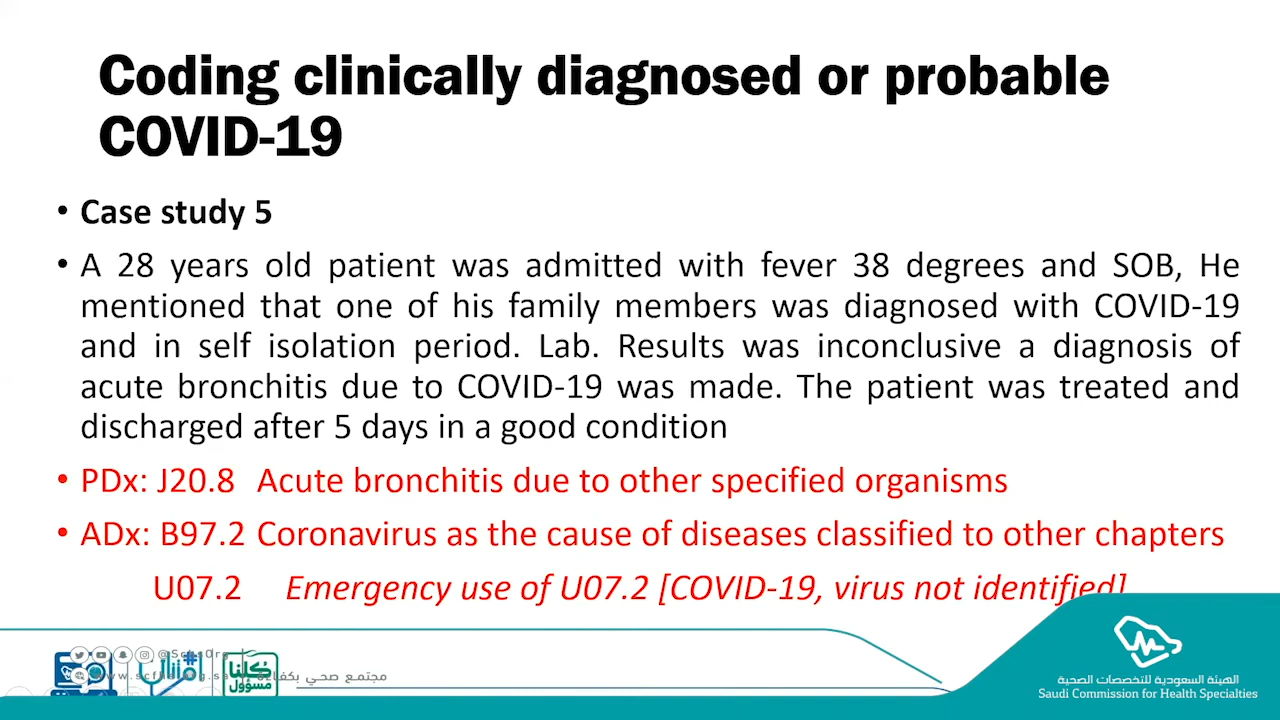 Coding clinically diagnosed or probable
COVID-19
• Case study 5
• A 28 years old patient was admitted with fever 38 degrees and SOB, He
mentioned that one of his family members was diagnosed with COVID-19
and in self isolation period. Lab. Results was inconclusive a diagnosis of
acute bronchitis due to COVID-19 was made. The patient was treated and
discharged after 5 days in a good condition
• PDx: J20.8 Acute bronchitis due to other specified organisms
• ADx: B97.2 Coronavirus as the cause of diseases classified to other chapters
U07.2 Emergency use of U07.2 [COVID-19, virus not identified]
كلنا
مسؤول
مجتمع صحي بكفاءة
الهيئة السعودية للتخصصات الصحية
Saudi Commission for Health Specialties